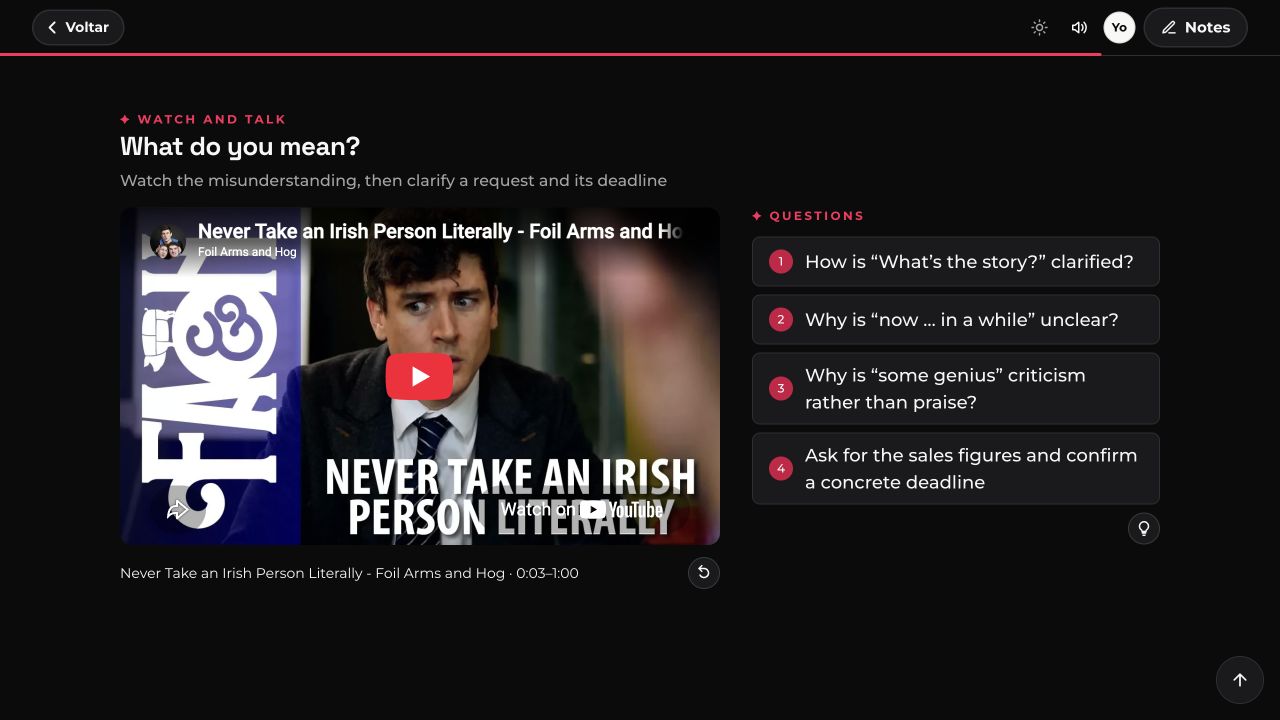 Voltar
Yo
Notes
WATCH AND TALK
What do you mean?
Watch the misunderstanding, then clarify a request and its deadline
Never Take an Irish Person Literally - Foil Arms and Ho
Foil Arms and Hog
FAOH
NEVER TAKE AN IRISH
PERSON LITERALLY
Watch on YouTube
Never Take an Irish Person Literally - Foil Arms and Hog · 0:03–1:00
QUESTIONS
1 How is “What’s the story?” clarified?
2 Why is “now … in a while” unclear?
3 Why is “some genius” criticism
rather than praise?
4 Ask for the sales figures and confirm
a concrete deadline